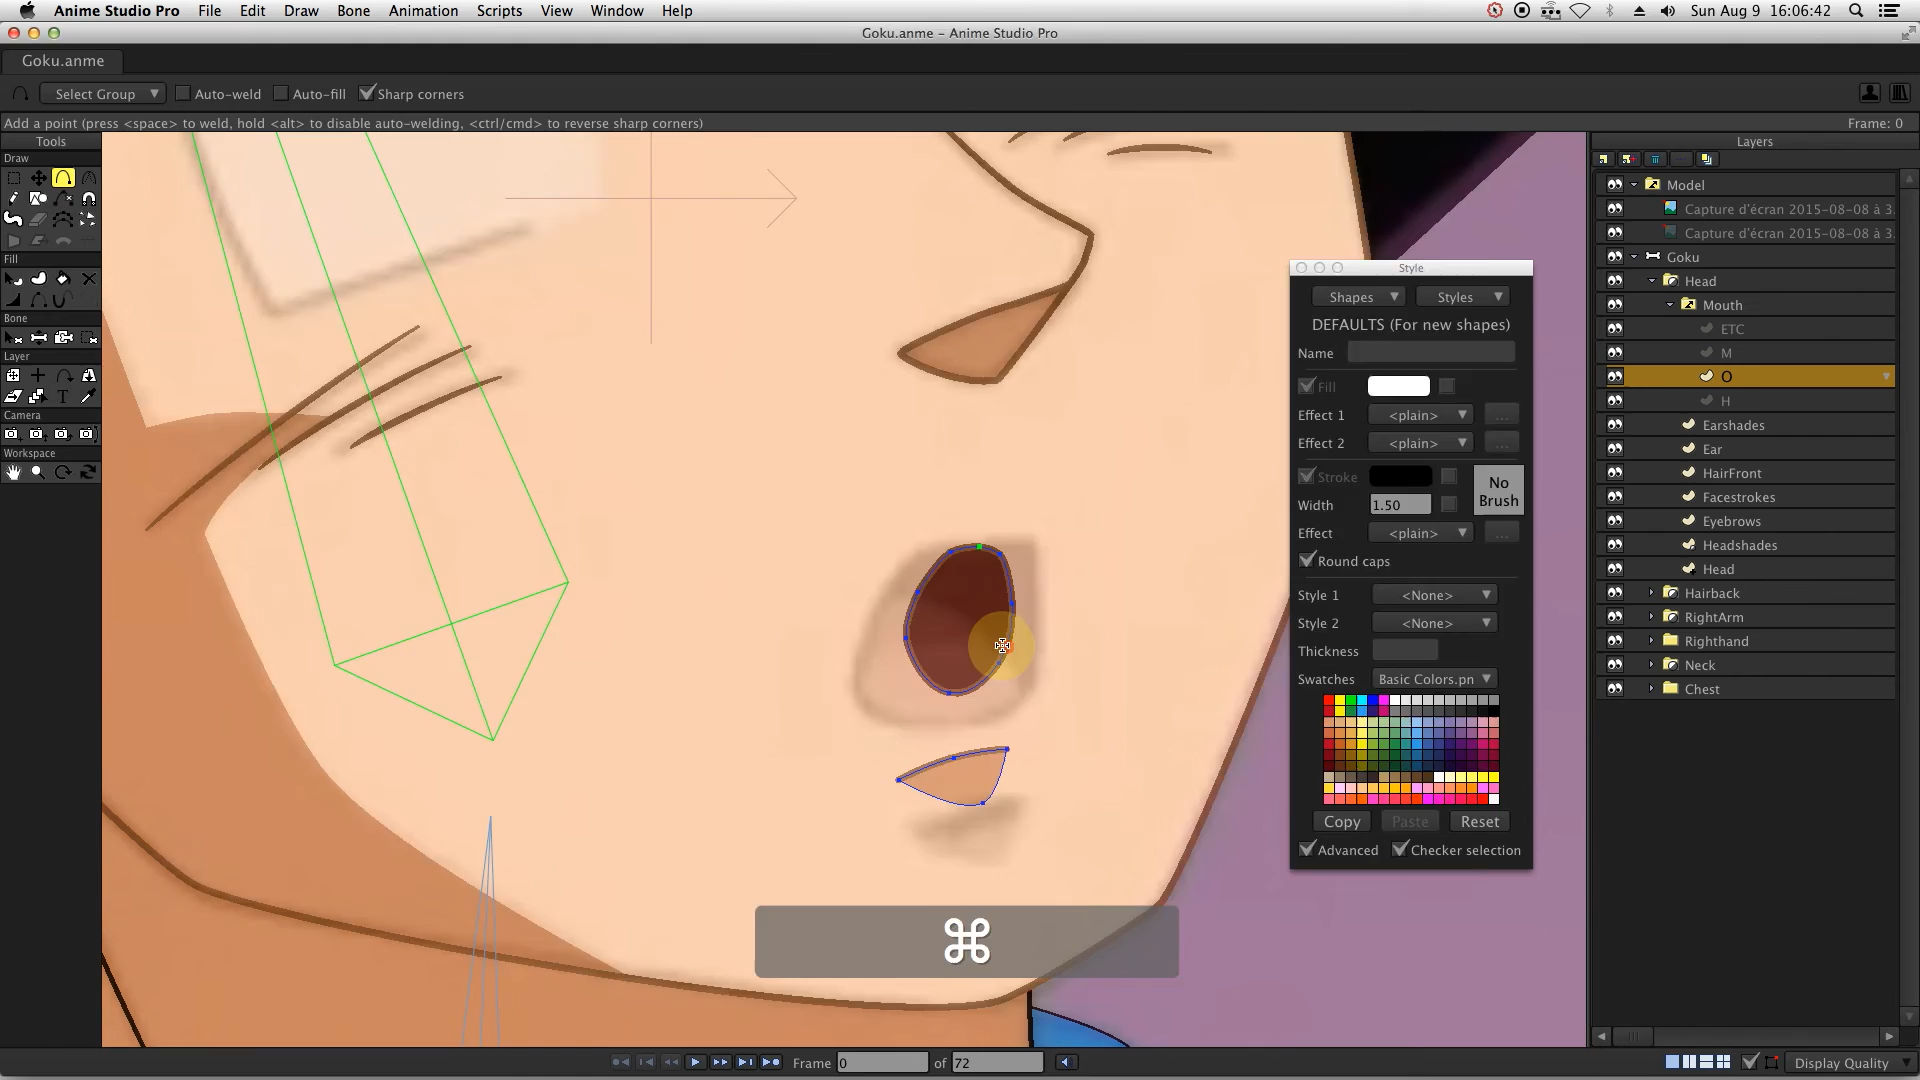 Anime Studio Pro File Edit Draw Bone Animation Scripts View Window Help Sun Aug 9 16:06:42
Goku.anme - Anime Studio Pro
Goku.anme
Select Group Auto-weld Auto-fill Sharp corners
Add a point (press <space> to weld, hold <alt> to disable auto-welding, <ctrl/cmd> to reverse sharp corners) Frame: 0
Tools
Draw
Fill
Bone
Layer
T
Camera
Workspace
Style
Shapes Styles
DEFAULTS (For new shapes)
Name
Fill
Effect 1 <plain> ...
Effect 2 <plain> ...
Stroke
No Brush
Width 1.50
Effect <plain> ...
Round caps
Style 1 <None>
Style 2 <None>
Thickness
Swatches Basic Colors.pn
Copy Paste Reset
Advanced Checker selection
Layers
Model
Capture d'écran 2015-08-08 à 3.
Capture d'écran 2015-08-08 à 3.
Goku
Head
Mouth
ETC
M
O
H
Earshades
Ear
HairFront
Facestrokes
Eyebrows
Headshades
Head
Hairback
RightArm
Righthand
Neck
Chest
⌘
Frame 0 of 72 Display Quality